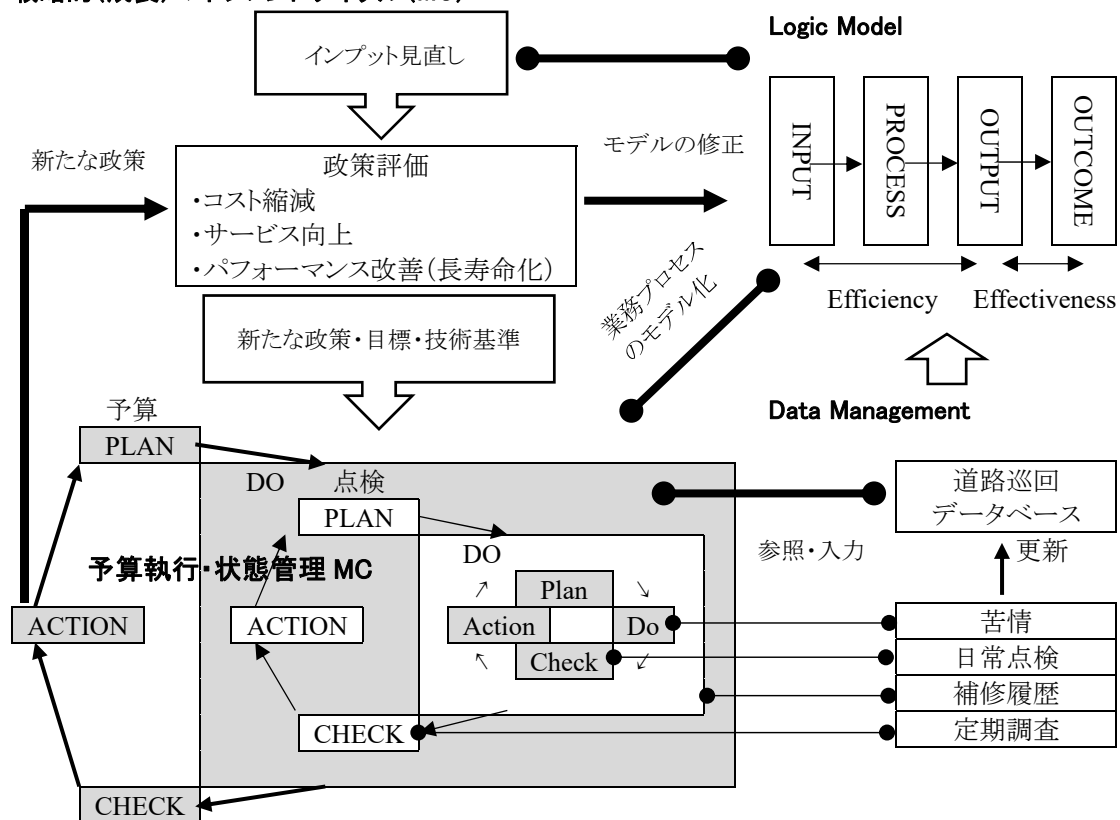 Logic Model
インプット見直し
INPUT
PROCESS
OUTPUT
OUTCOME
新たな政策
政策評価
・コスト縮減
・サービス向上
・パフォーマンス改善(長寿命化)
モデルの修正
業務プロセス
のモデル化
Efficiency
Effectiveness
新たな政策・目標・技術基準
Data Management
予算
PLAN
DO
点検
PLAN
DO
道路巡回
データベース
参照・入力
更新
予算執行・状態管理 MC
Plan
ACTION
ACTION
Action
Do
Check
苦情
日常点検
補修履歴
定期調査
CHECK
CHECK